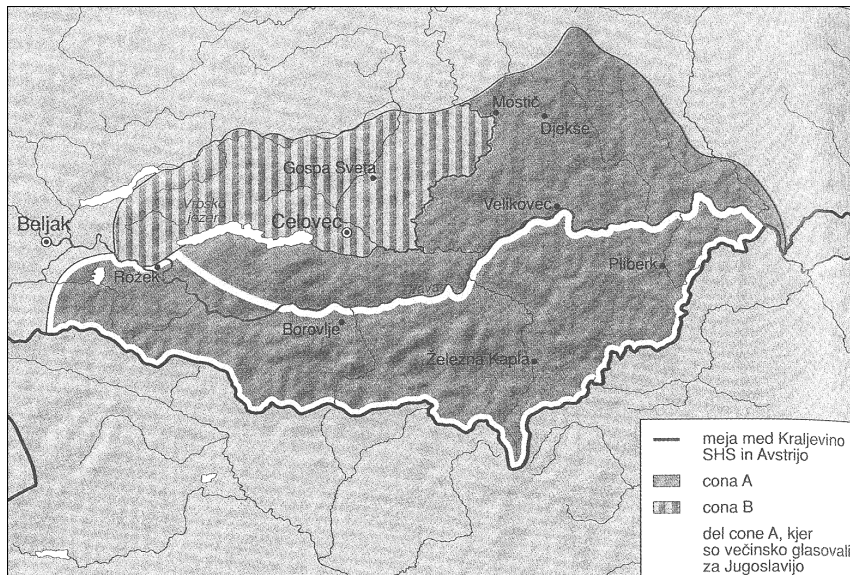 Mostič
Djekše
Gospa Sveta
Vrbsko
jezero
Celovec
Velikovec
Beljak
Rožek
Pliberk
Drava
Borovlje
Železna Kapla
meja med Kraljevino
SHS in Avstrijo
cona A
cona B
del cone A, kjer
so večinsko glasovali
za Jugoslavijo